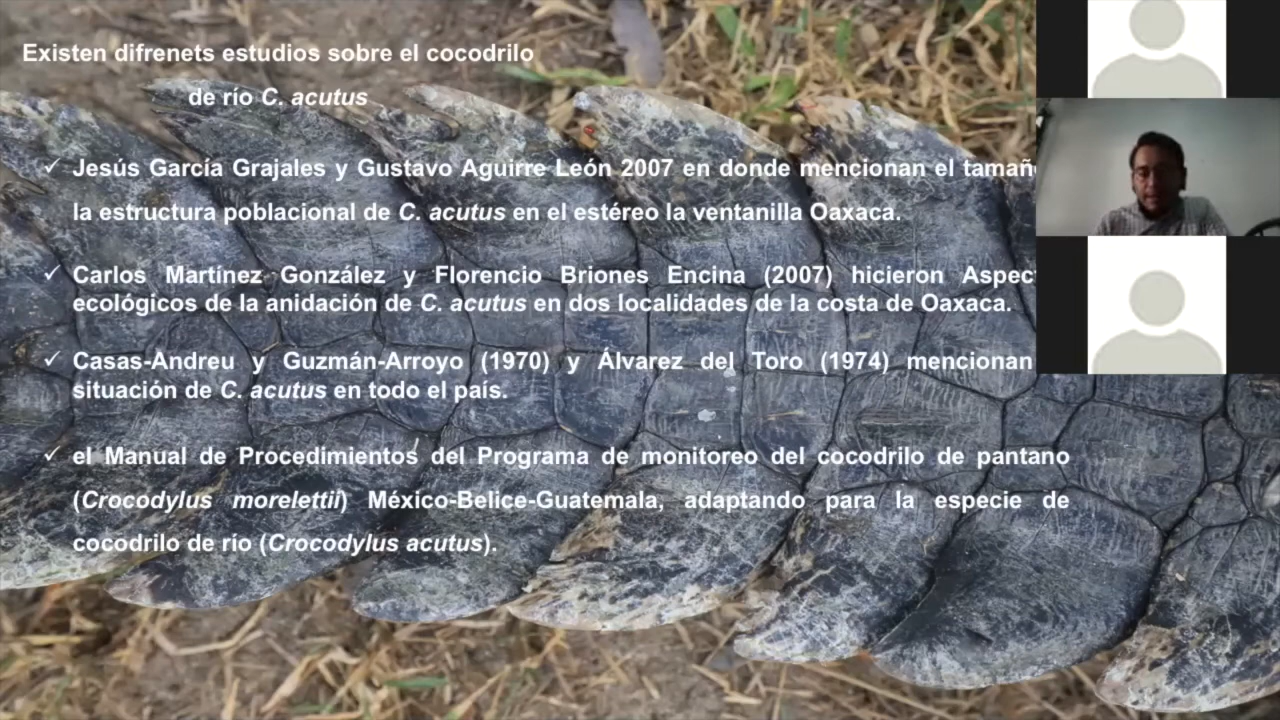 Existen difrenets estudios sobre el cocodrilo
de río C. acutus
✓ Jesús García Grajales y Gustavo Aguirre León 2007 en donde mencionan el
la estructura poblacional de C. acutus en el estéreo la ventanilla Oaxaca.
✓ Carlos Martínez González y Florencio Briones Encina (2007) hicieron
ecológicos de la anidación de C. acutus en dos localidades de la costa de Oaxaca.
✓ Casas-Andreu y Guzmán-Arroyo (1970) y Álvarez del Toro (1974) mencionan
situación de C. acutus en todo el país.
✓ el Manual de Procedimientos del Programa de monitoreo del cocodrilo de pantano
(Crocodylus morelettii) México-Belice-Guatemala, adaptando para la especie de
cocodrilo de río (Crocodylus acutus).